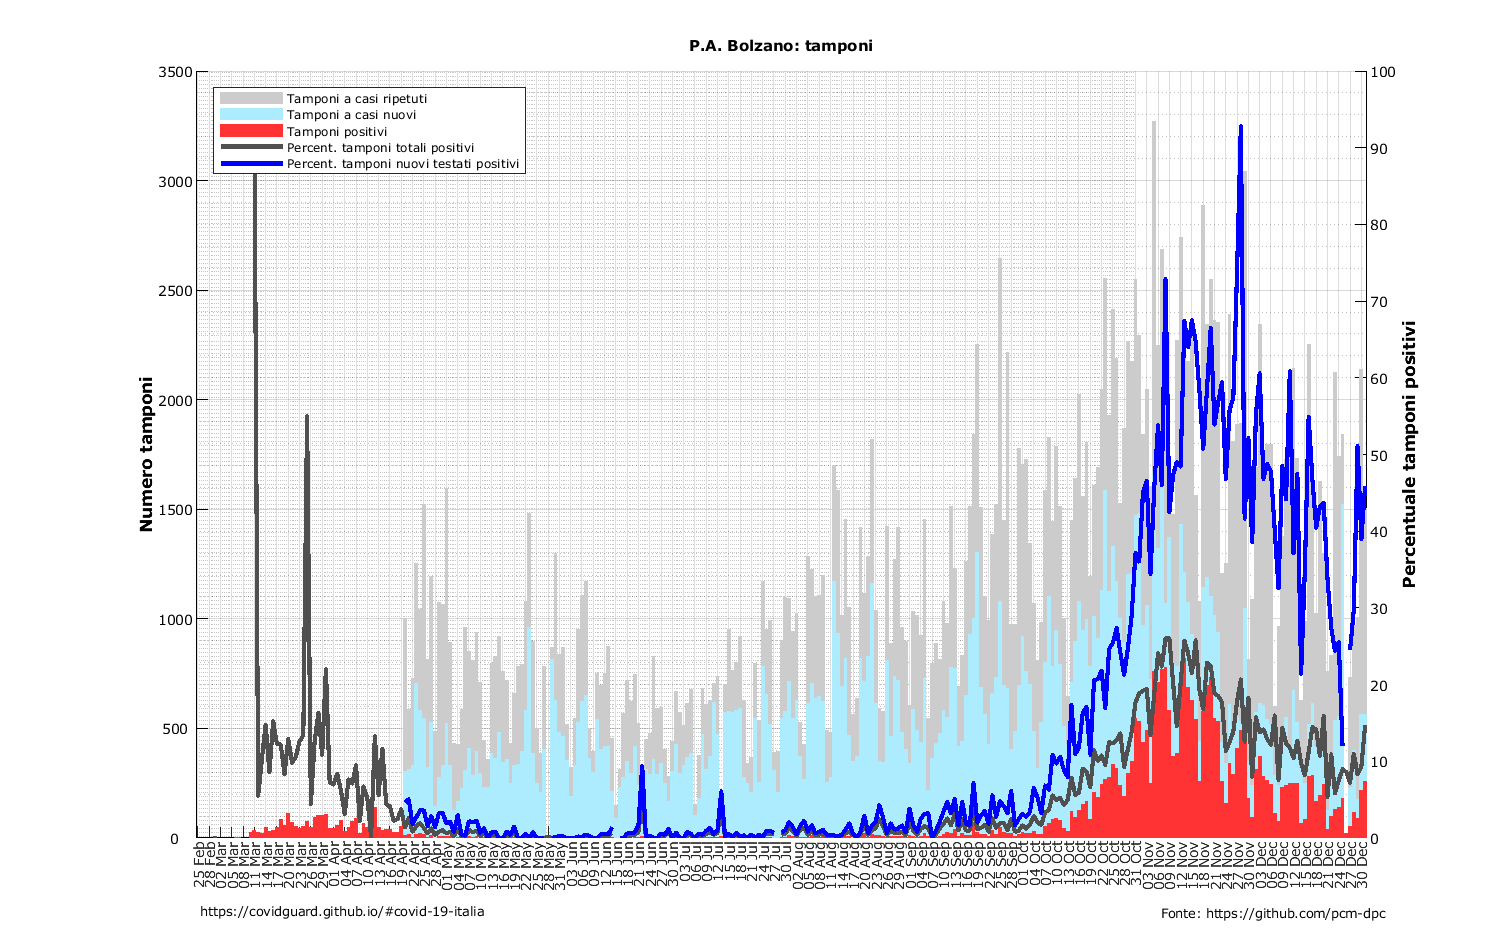 P.A. Bolzano: tamponi
3500
3000
2500
2000
1500
1000
500
0
Numero tamponi
Tamponi a casi ripetuti
Tamponi a casi nuovi
Tamponi positivi
Percent. tamponi totali positivi
Percent. tamponi nuovi testati positivi
100
90
80
70
60
50
40
30
20
10
0
Percentuale tamponi positivi
25 Feb
28 Feb
02 Mar
05 Mar
08 Mar
11 Mar
14 Mar
17 Mar
20 Mar
23 Mar
26 Mar
29 Mar
01 Apr
04 Apr
07 Apr
10 Apr
13 Apr
16 Apr
19 Apr
22 Apr
25 Apr
28 Apr
01 May
04 May
07 May
10 May
13 May
16 May
19 May
22 May
25 May
28 May
31 May
03 Jun
06 Jun
09 Jun
12 Jun
15 Jun
18 Jun
21 Jun
24 Jun
27 Jun
30 Jun
03 Jul
06 Jul
09 Jul
12 Jul
15 Jul
18 Jul
21 Jul
24 Jul
27 Jul
30 Jul
02 Aug
05 Aug
08 Aug
11 Aug
14 Aug
17 Aug
20 Aug
23 Aug
26 Aug
29 Aug
01 Sep
04 Sep
07 Sep
10 Sep
13 Sep
16 Sep
19 Sep
22 Sep
25 Sep
28 Sep
01 Oct
04 Oct
07 Oct
10 Oct
13 Oct
16 Oct
19 Oct
22 Oct
25 Oct
28 Oct
31 Oct
03 Nov
06 Nov
09 Nov
12 Nov
15 Nov
18 Nov
21 Nov
24 Nov
27 Nov
30 Nov
03 Dec
06 Dec
09 Dec
12 Dec
15 Dec
18 Dec
21 Dec
24 Dec
27 Dec
30 Dec
https://covidguard.github.io/#covid-19-italia
Fonte: https://github.com/pcm-dpc